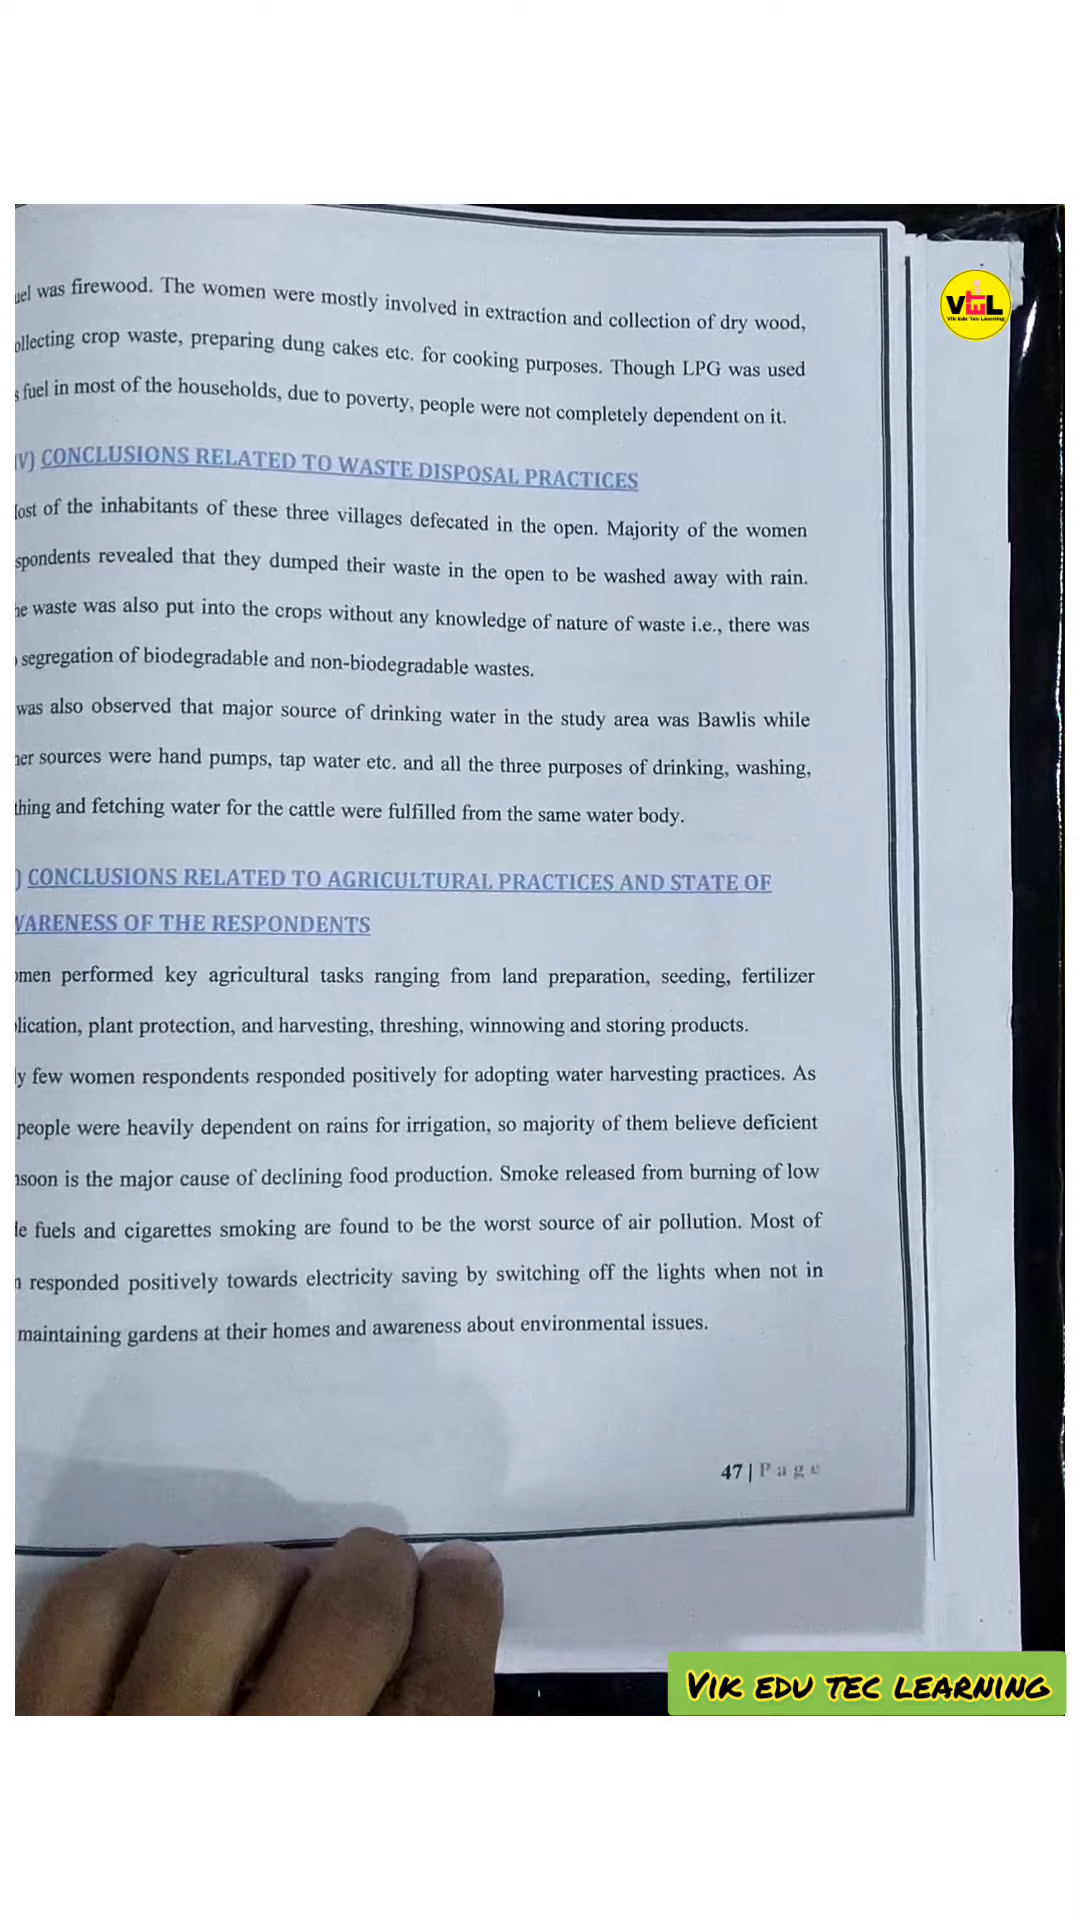 was firewood. The women were mostly involved in extraction and collection of dry wood,
crop waste, preparing dung cakes etc. for cooking purposes. Though LPG was used
fuel in most of the households, due to poverty, people were not completely dependent on it.
V) CONCLUSIONS RELATED TO WASTE DISPOSAL PRACTICES
of the inhabitants of these three villages defecated in the open. Majority of the women
revealed that they dumped their waste in the open to be washed away with rain.
waste was also put into the crops without any knowledge of nature of waste i.e., there was
segregation of biodegradable and non-biodegradable wastes.
was also observed that major source of drinking water in the study area was Bawlis while
sources were hand pumps, tap water etc. and all the three purposes of drinking, washing,
and fetching water for the cattle were fulfilled from the same water body.
) CONCLUSIONS RELATED TO AGRICULTURAL PRACTICES AND STATE OF
OF THE RESPONDENTS
performed key agricultural tasks ranging from land preparation, seeding, fertilizer
plant protection, and harvesting, threshing, winnowing and storing products.
few women respondents responded positively for adopting water harvesting practices. As
people were heavily dependent on rains for irrigation, so majority of them believe deficient
is the major cause of declining food production. Smoke released from burning of low
fuels and cigarettes smoking are found to be the worst source of air pollution. Most of
responded positively towards electricity saving by switching off the lights when not in
maintaining gardens at their homes and awareness about environmental issues.
47 | Page
VEL
Vik Edu Tec Learning
VIK EDU TEC LEARNING